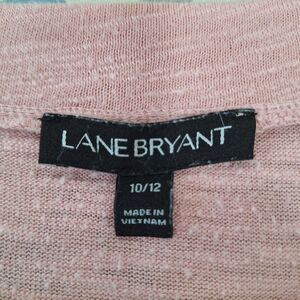 LANE BRYANT
10/12
MADE IN
VIETNAM